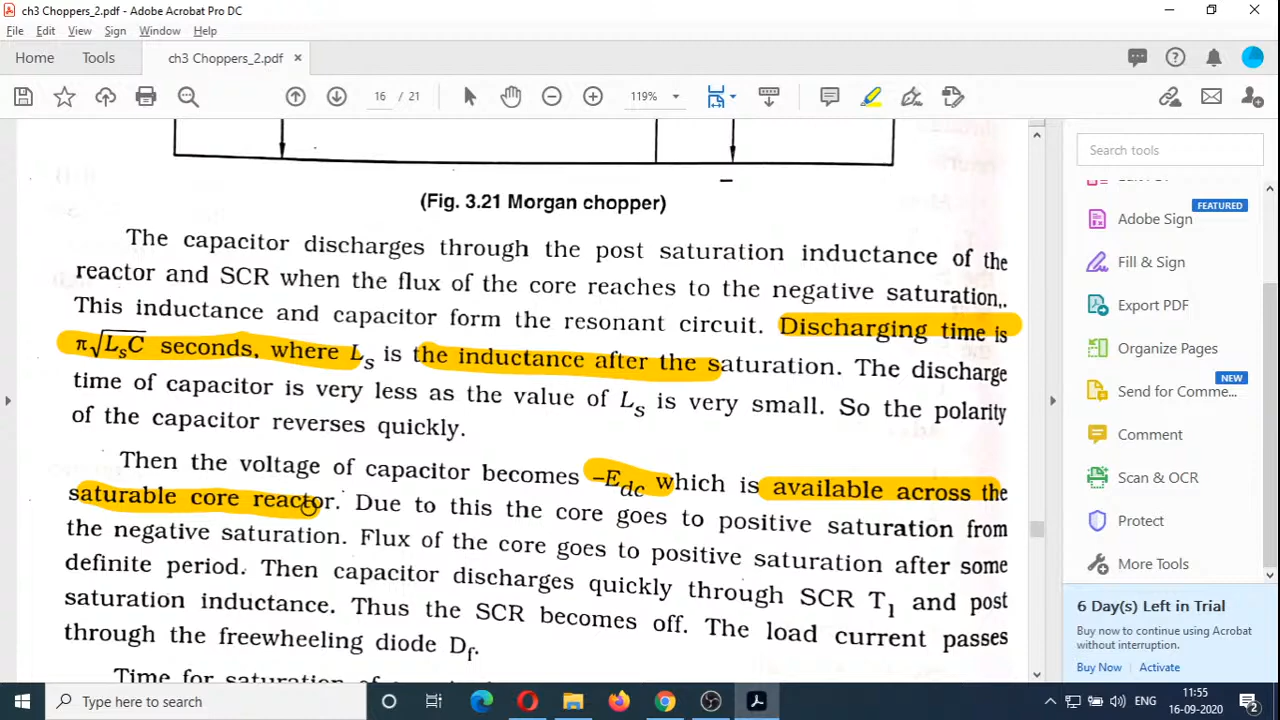 ch3 Choppers_2.pdf - Adobe Acrobat Pro DC
File Edit View Sign Window Help
Home Tools ch3 Choppers_2.pdf ×
16 / 21 119%
Search tools
(Fig. 3.21 Morgan chopper)
The capacitor discharges through the post saturation inductance of the
reactor and SCR when the flux of the core reaches to the negative saturation,.
This inductance and capacitor form the resonant circuit. Discharging time is
π√LsC seconds, where Ls is the inductance after the saturation. The discharge
time of capacitor is very less as the value of Ls is very small. So the polarity
of the capacitor reverses quickly.
Then the voltage of capacitor becomes –Edc which is available across the
saturable core reactor. Due to this the core goes to positive saturation from
the negative saturation. Flux of the core goes to positive saturation after some
definite period. Then capacitor discharges quickly through SCR T1 and post
saturation inductance. Thus the SCR becomes off. The load current passes
through the freewheeling diode Df.
Time for saturation of
FEATURED
Adobe Sign
Fill & Sign
Export PDF
Organize Pages
NEW
Send for Comme...
Comment
Scan & OCR
Protect
More Tools
6 Day(s) Left in Trial
Buy now to continue using Acrobat
without interruption.
Buy Now Activate
Type here to search
ENG
11:55
16-09-2020
2